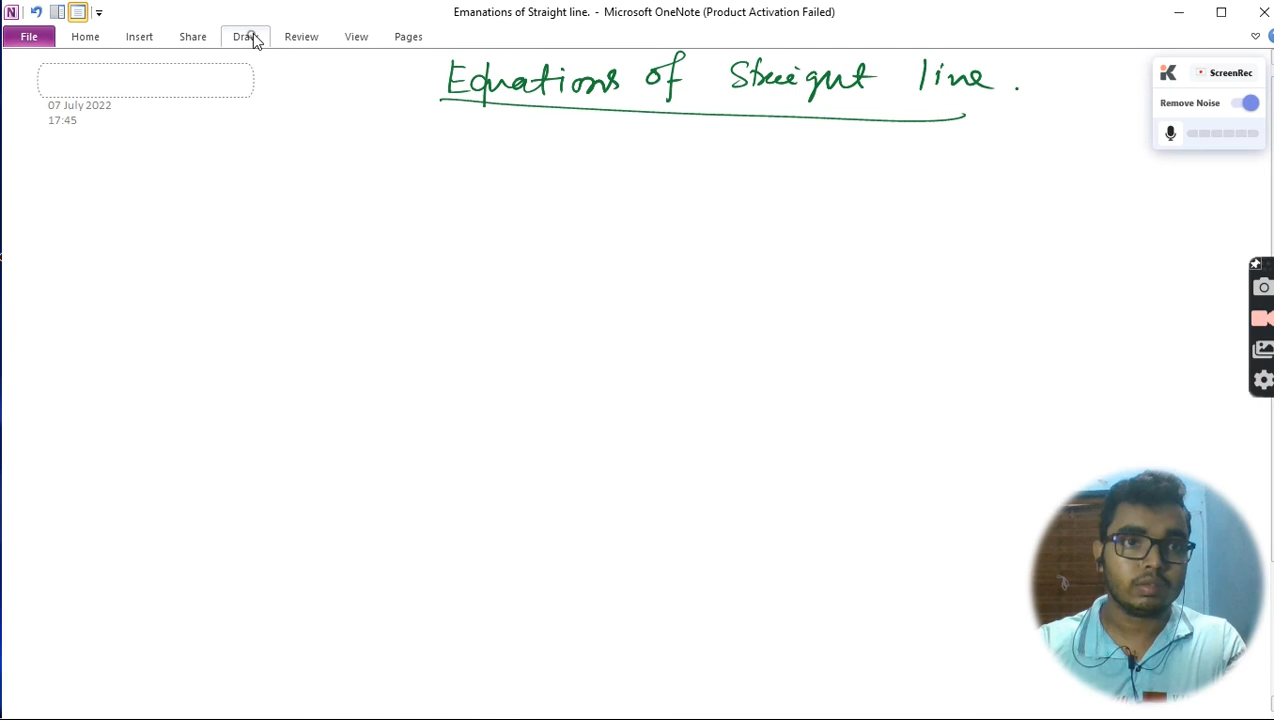 Emanations of Straight line. - Microsoft OneNote (Product Activation Failed)
File Home Insert Share Draw Review View Pages
Equations of Straight line.
07 July 2022
17:45
ScreenRec
Remove Noise